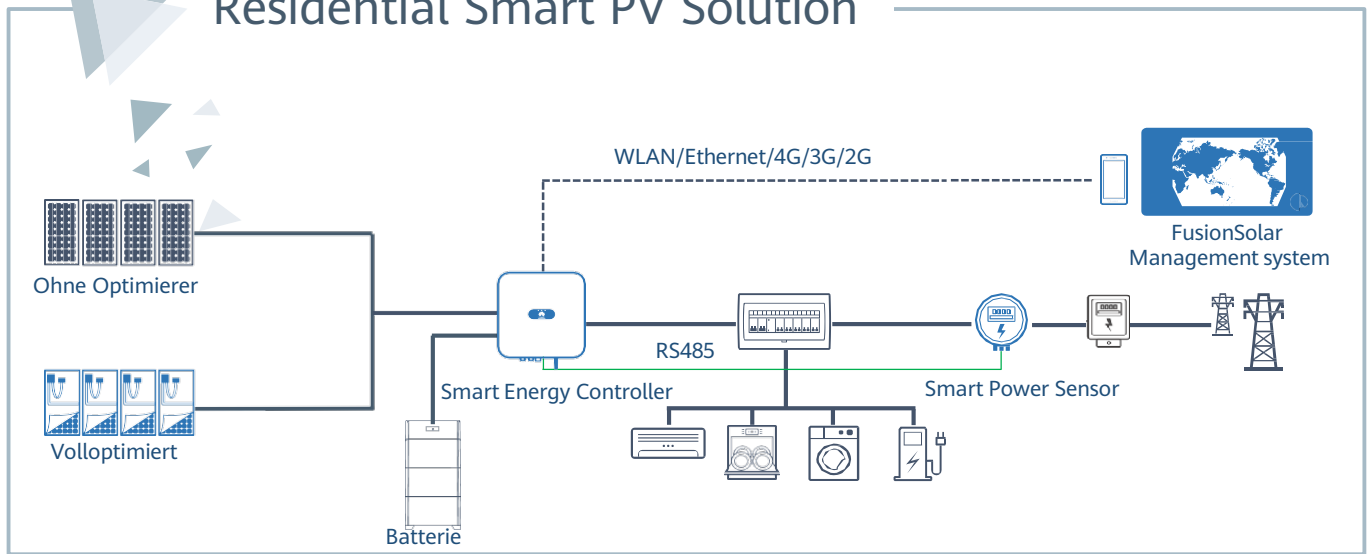 Residential Smart PV Solution
WLAN/Ethernet/4G/3G/2G
FusionSolar
Management system
Ohne Optimierer
RS485
Smart Energy Controller
Smart Power Sensor
Volloptimiert
Batterie